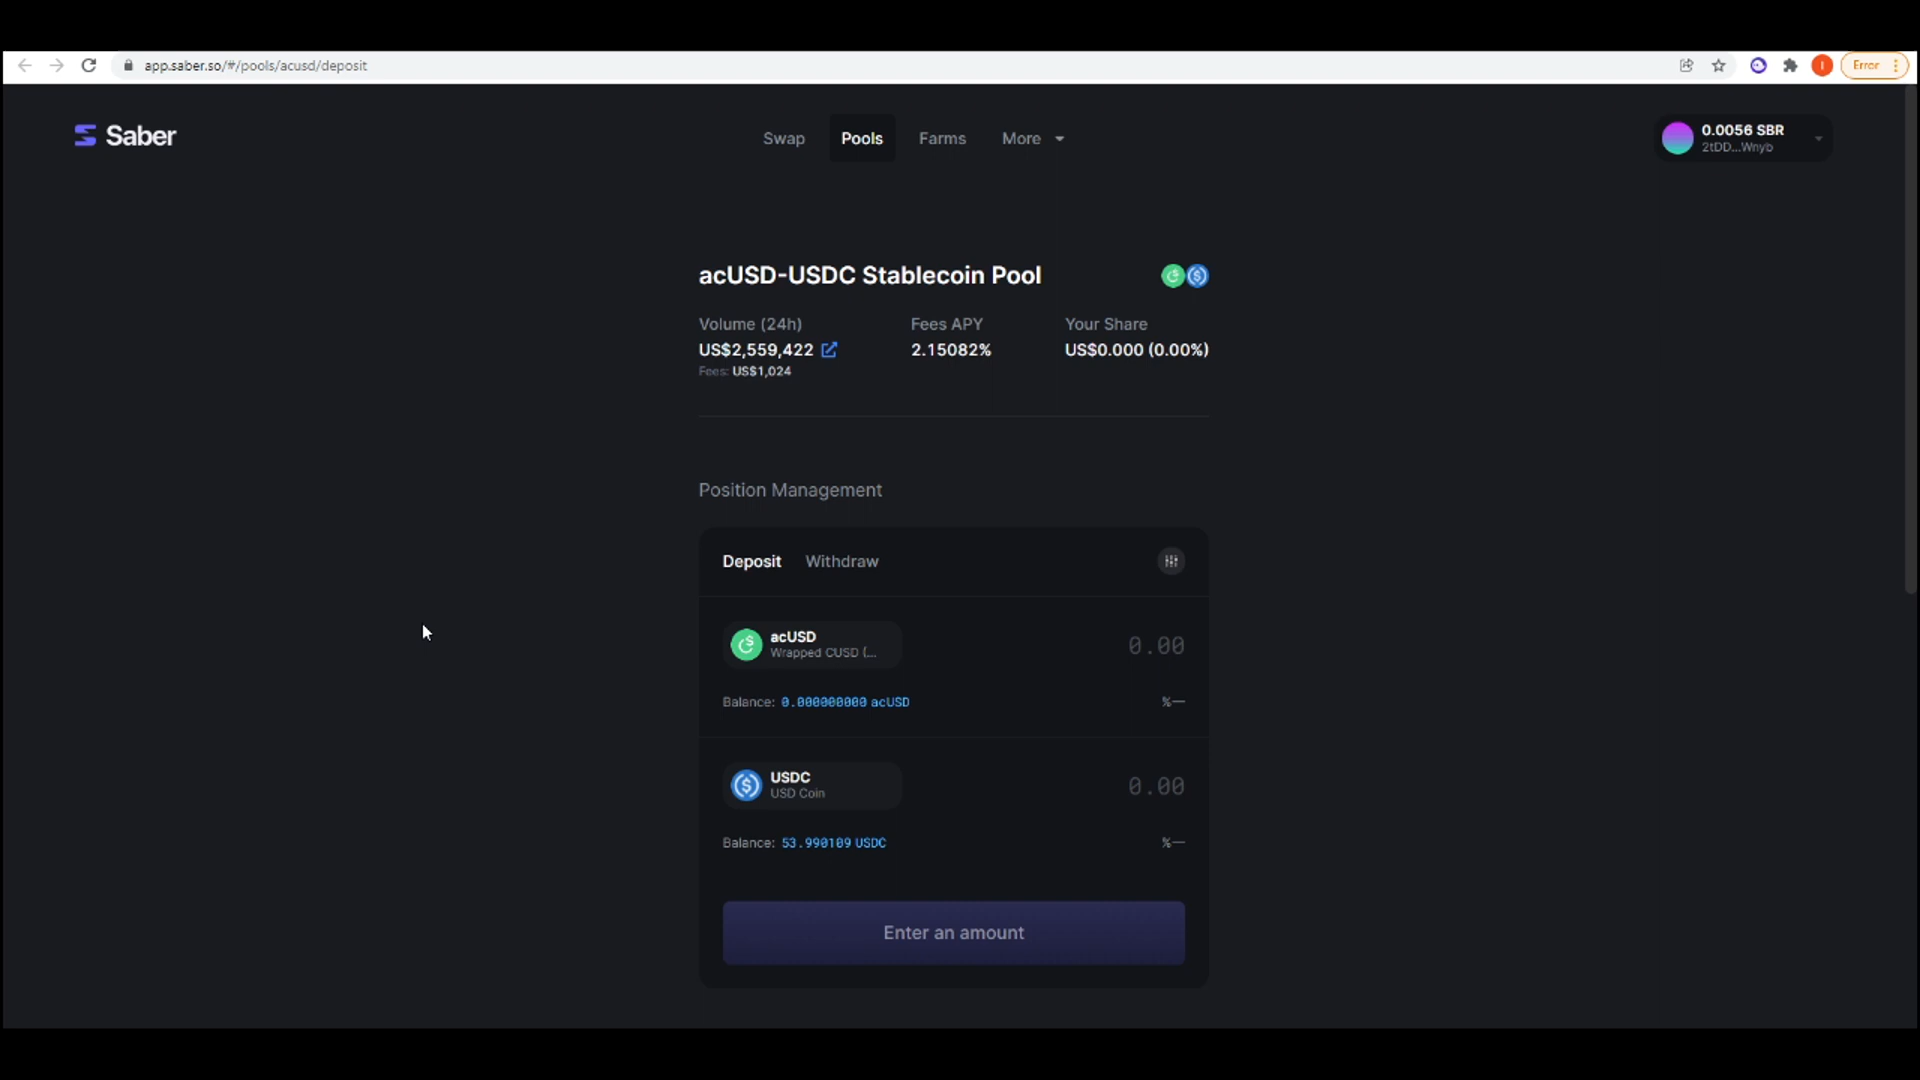 app.saber.so/#/pools/acusd/deposit
Error
Saber
Swap
Pools
Farms
More
0.0056 SBR
2tDD...Wnyb
acUSD-USDC Stablecoin Pool
Volume (24h)
Fees APY
Your Share
US$2,559,422
2.15082%
US$0.000 (0.00%)
Fees: US$1,024
Position Management
Deposit
Withdraw
acUSD
Wrapped CUSD (...
0.00
Balance: 0.000000000 acUSD
%—
USDC
USD Coin
0.00
Balance: 53.990109 USDC
%—
Enter an amount